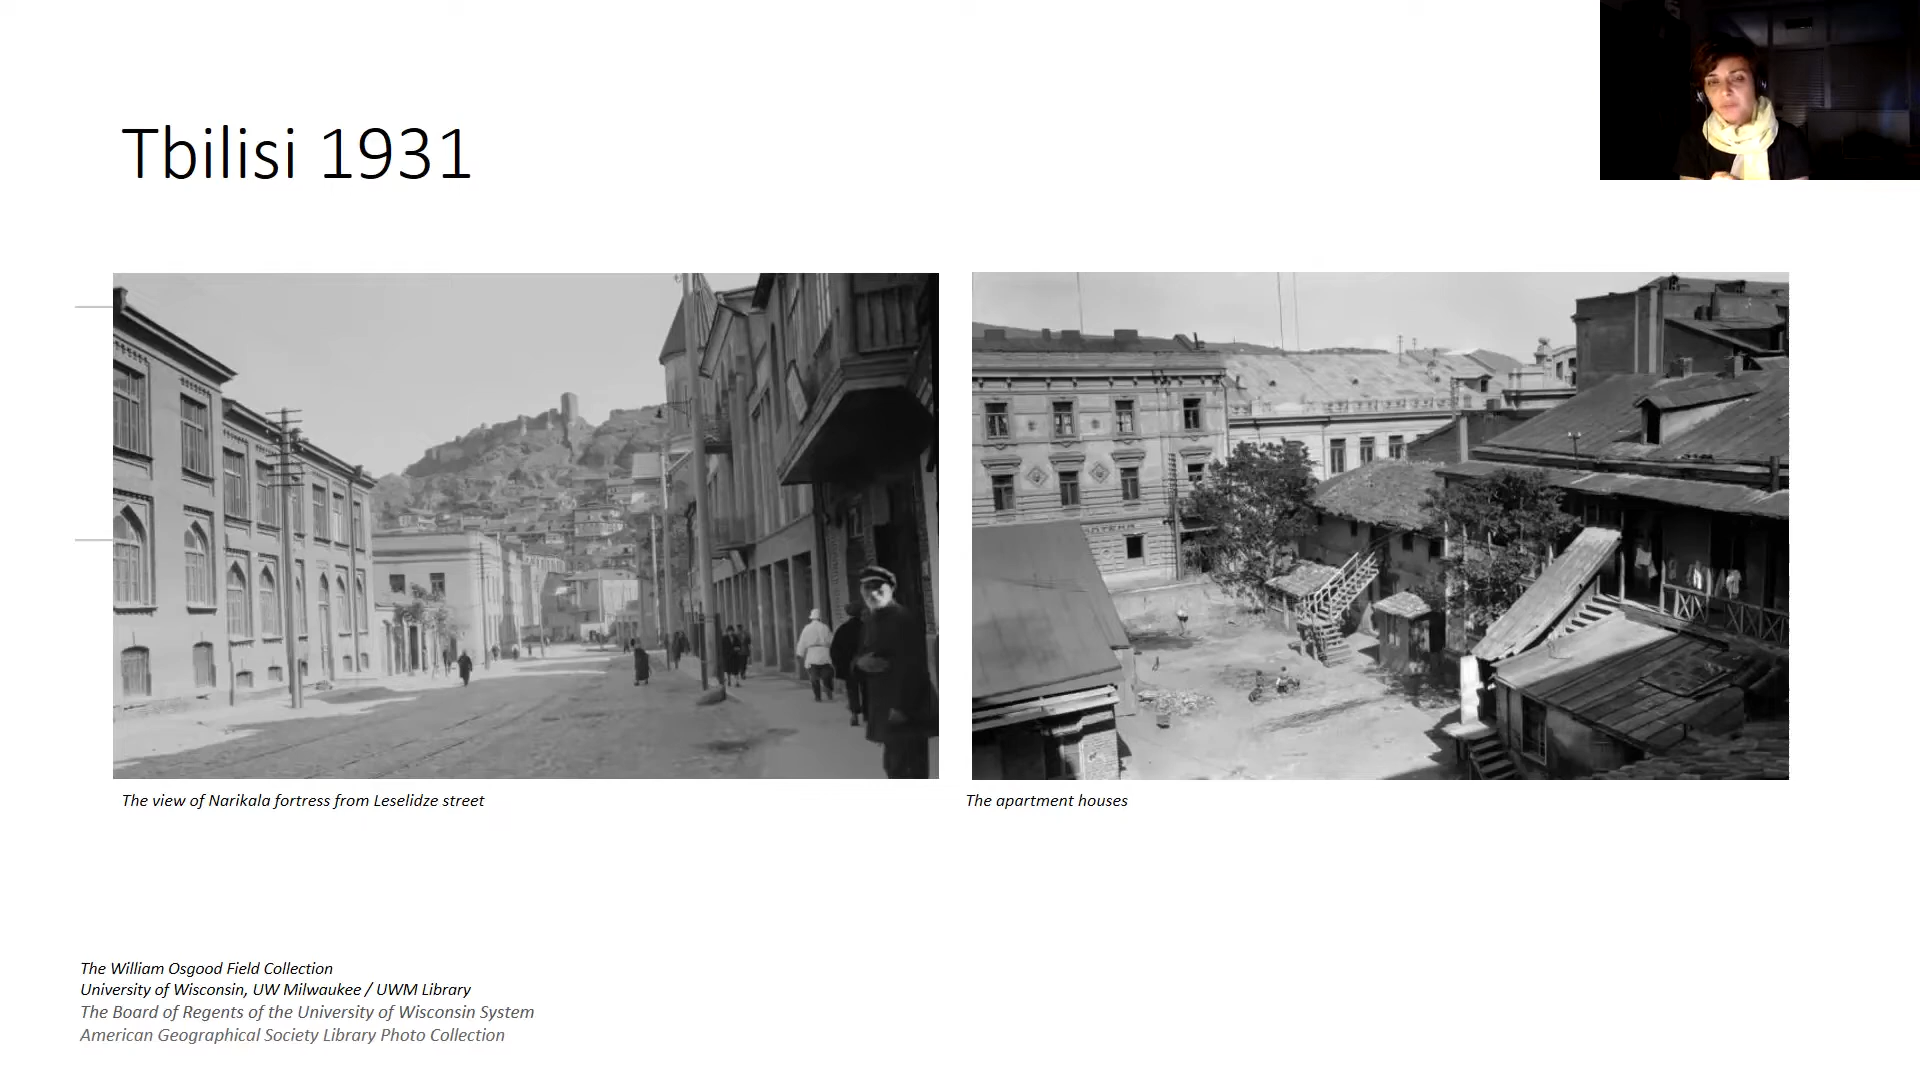 Tbilisi 1931
The view of Narikala fortress from Leselidze street
The apartment houses
The William Osgood Field Collection
University of Wisconsin, UW Milwaukee / UWM Library
The Board of Regents of the University of Wisconsin System
American Geographical Society Library Photo Collection